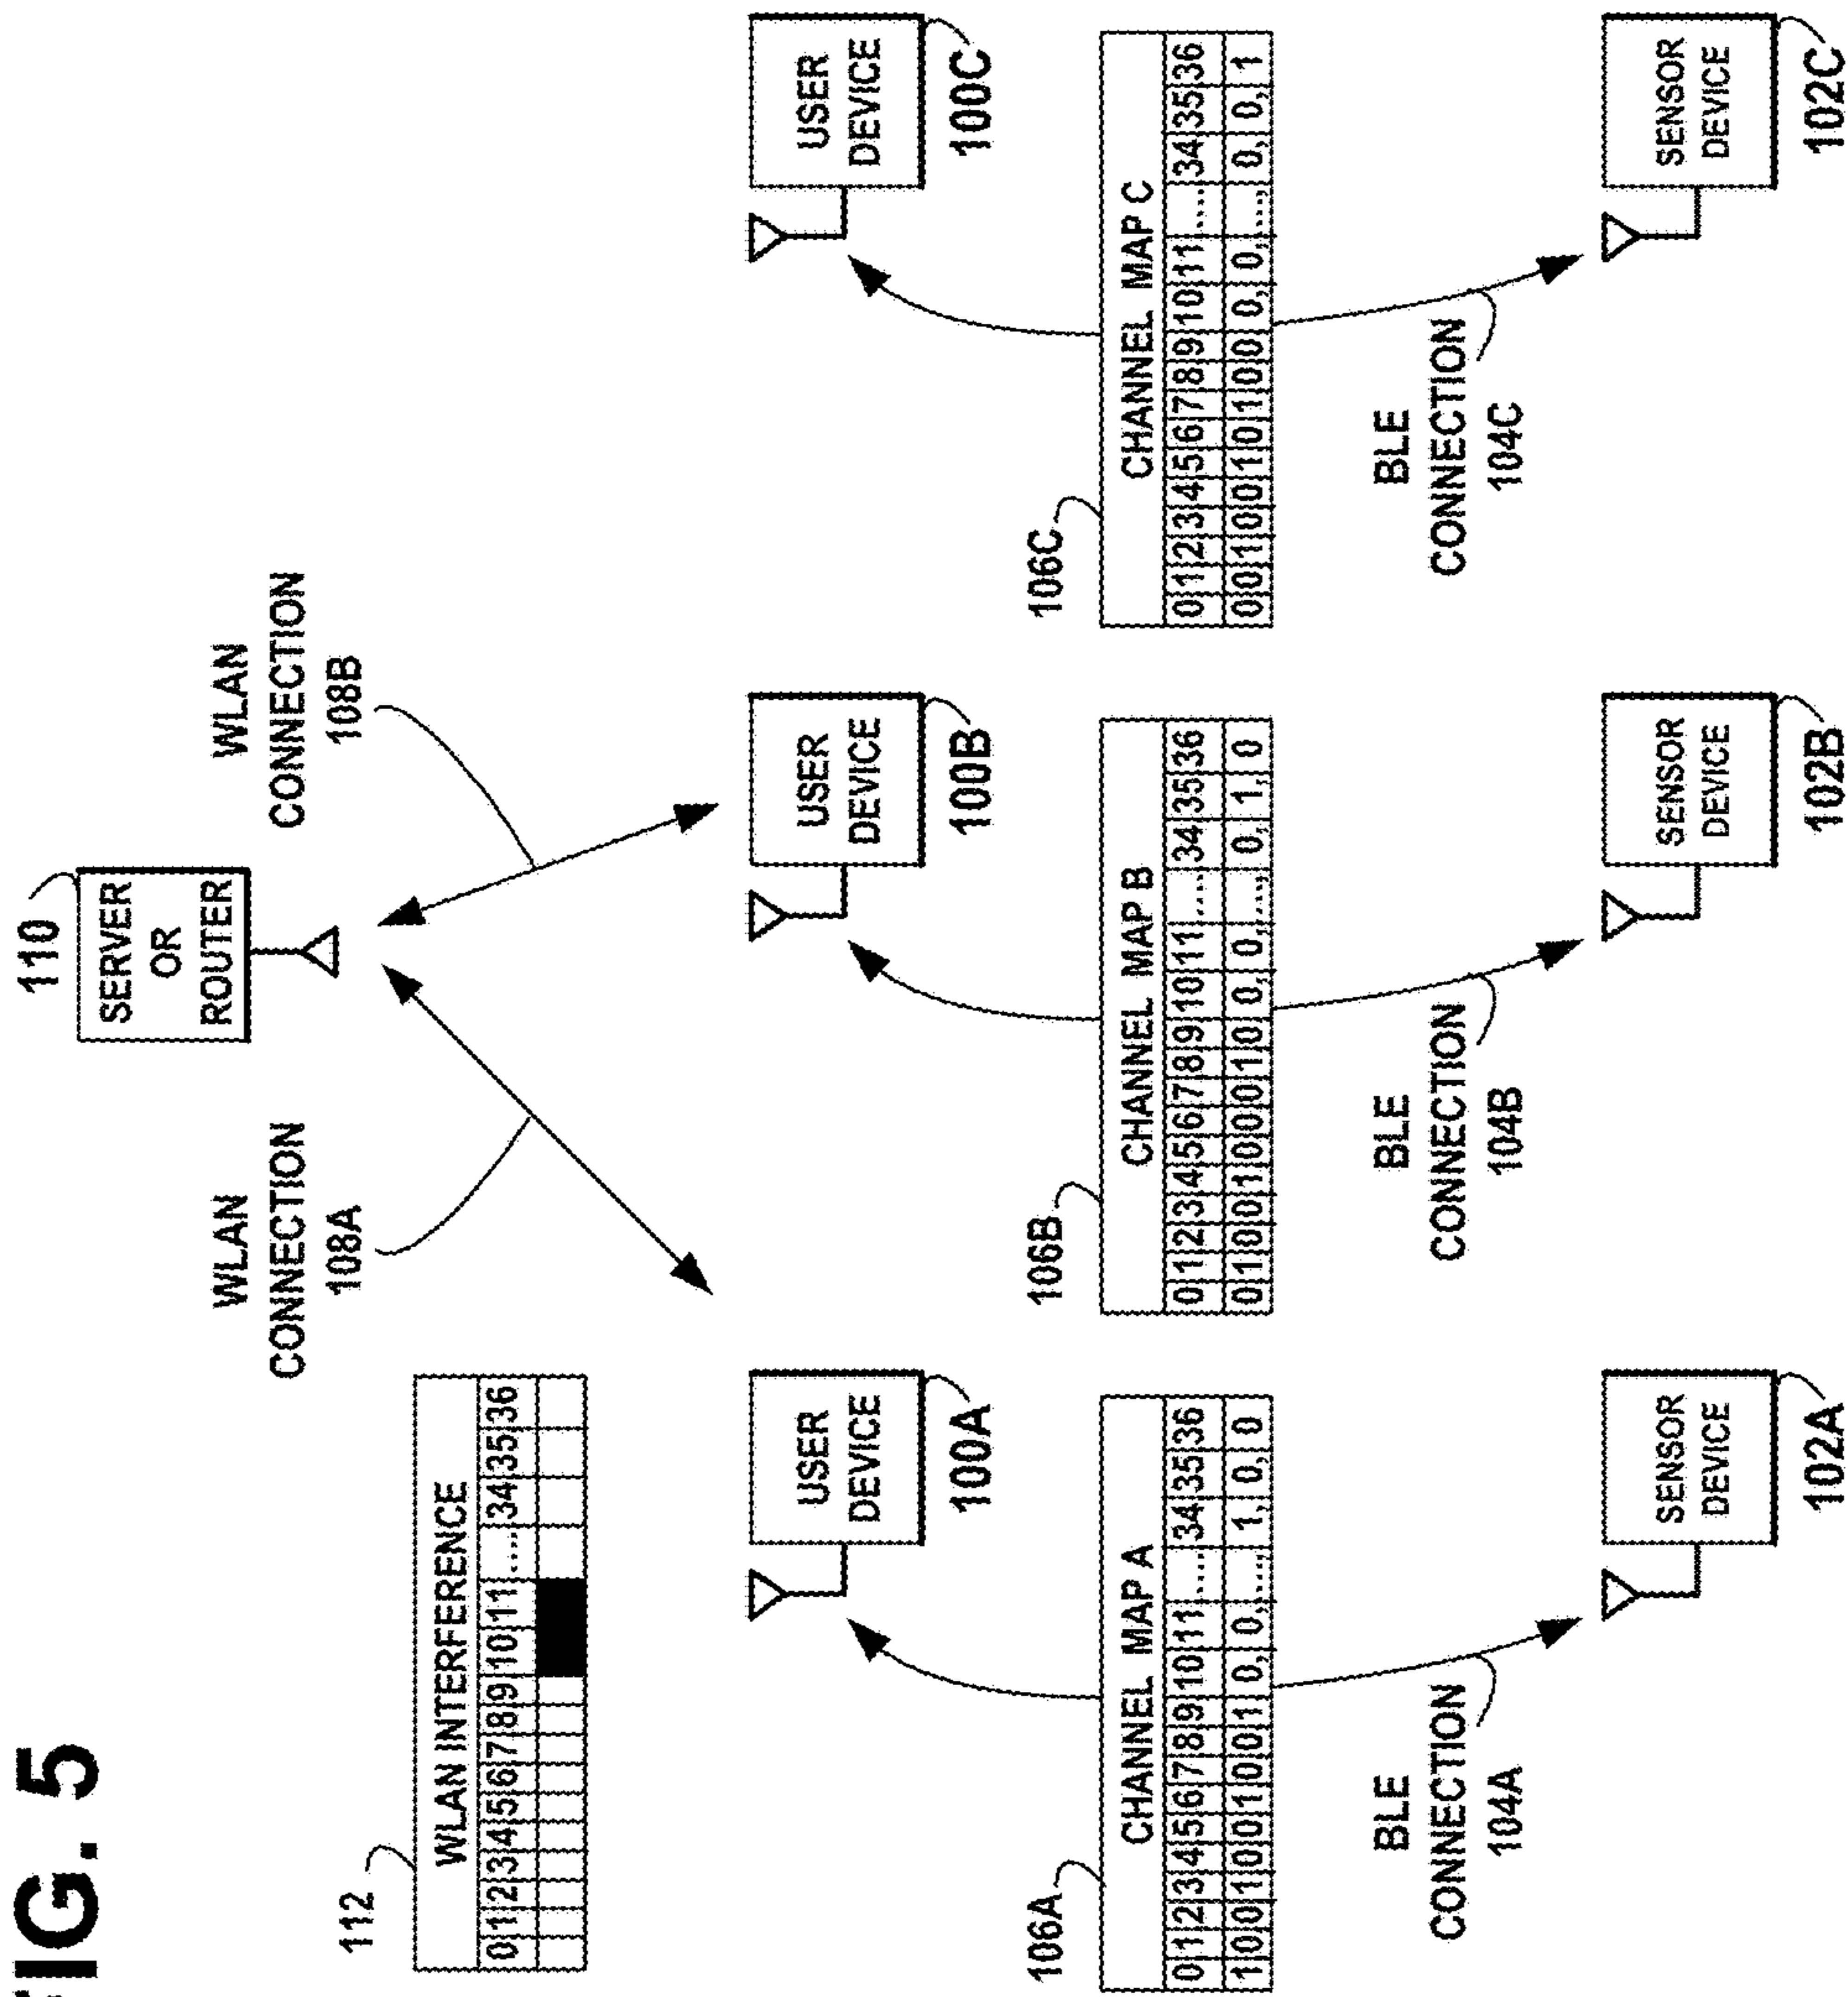 FIG. 5
110
SERVER
OR
ROUTER
WLAN
CONNECTION
108A
WLAN
CONNECTION
108B
112
WLAN INTERFERENCE
0 1 2 3 4 5 6 7 8 9 10 11 .... 34 35 36
USER
DEVICE
100A
USER
DEVICE
100B
USER
DEVICE
100C
106A
CHANNEL MAP A
0 1 2 3 4 5 6 7 8 9 10 11 .... 34 35 36
1 0 0 1 0 0 1 0 0 1 0, 0, ...., 1, 0, 0
106B
CHANNEL MAP B
0 1 2 3 4 5 6 7 8 9 10 11 .... 34 35 36
0 1 0 0 1 0 0 0 1 0 0, 0, ...., 0, 1, 0
106C
CHANNEL MAP C
0 1 2 3 4 5 6 7 8 9 10 11 .... 34 35 36
0 0 1 0 0 1 0 1 0 0 0, 0, ...., 0, 0, 1
BLE
CONNECTION
104A
BLE
CONNECTION
104B
BLE
CONNECTION
104C
SENSOR
DEVICE
102A
SENSOR
DEVICE
102B
SENSOR
DEVICE
102C